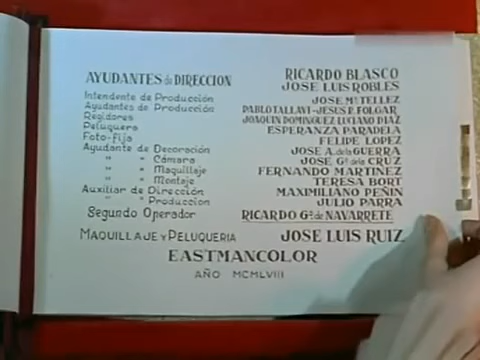 AYUDANTES de DIRECCION RICARDO BLASCO
JOSE LUIS ROBLES
Intendente de Producción JOSE Mª TELLEZ
Ayudantes de Producción PABLO TALLAVI-JESUS P. FOLGAR
Regidores JOAQUIN DOMINGUEZ LUCIANO DIAZ
Peluquera ESPERANZA PARADELA
Foto-fija FELIPE LOPEZ
Ayudante de Decoración JOSE A. de la GUERRA
" " Cámara JOSE Gª de la CRUZ
" " Maquillaje FERNANDO MARTINEZ
" " Montaje TERESA BORT
Auxiliar de Dirección MAXIMILIANO PEÑIN
" " Produccion JULIO PARRA
Segundo Operador RICARDO Gª de NAVARRETE
MAQUILLAJE Y PELUQUERIA JOSE LUIS RUIZ
EASTMANCOLOR
AÑO MCMLVIII